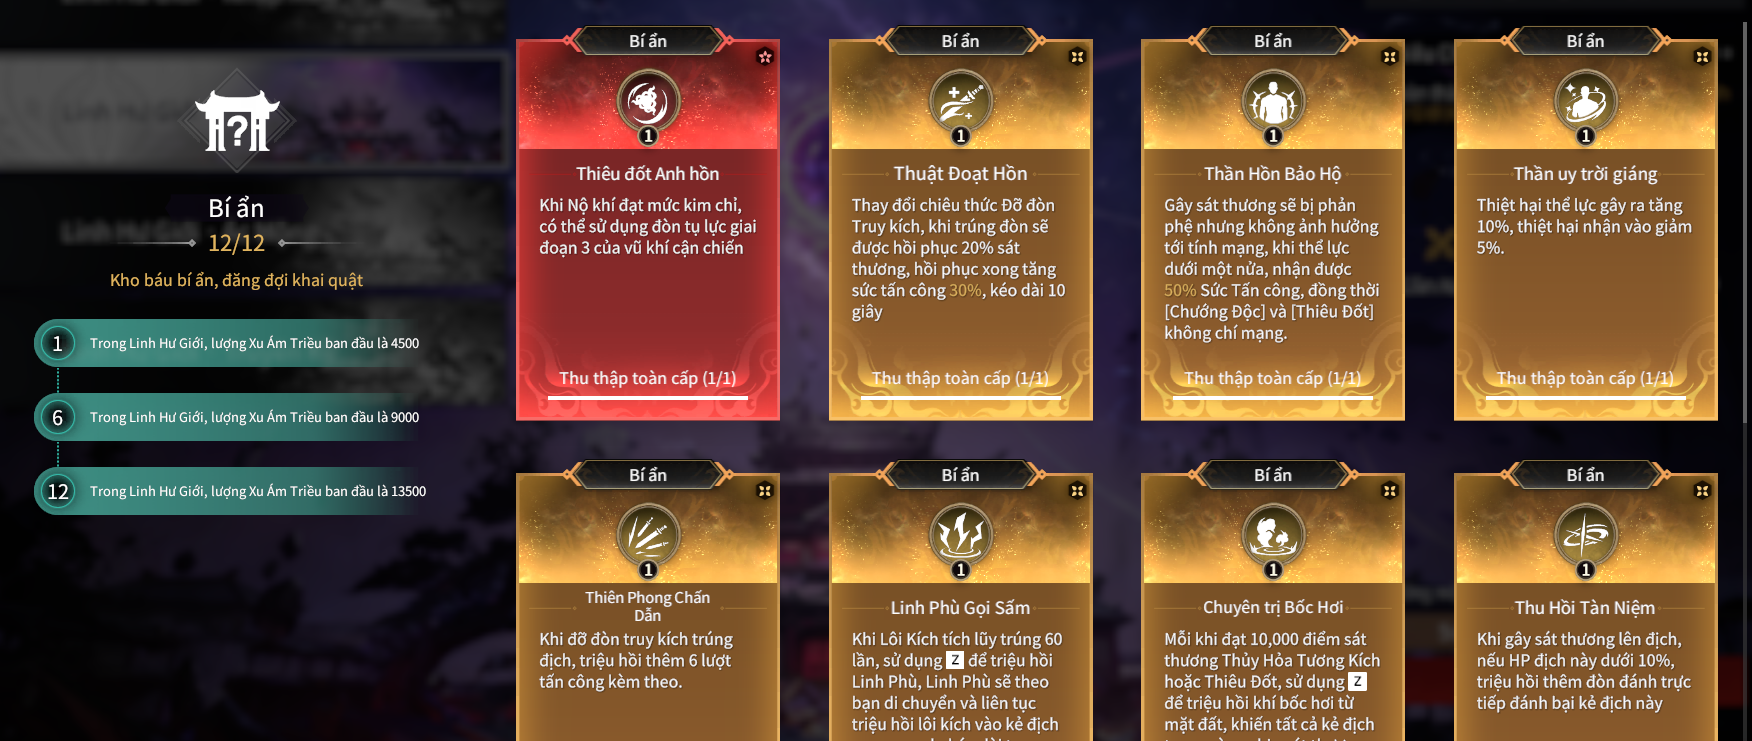 Bí ẩn
12/12
Kho báu bí ẩn, đăng đợi khai quật
1
Trong Linh Hư Giới, lượng Xu Ám Triều ban đầu là 4500
6
Trong Linh Hư Giới, lượng Xu Ám Triều ban đầu là 9000
12
Trong Linh Hư Giới, lượng Xu Ám Triều ban đầu là 13500
Bí ẩn
1
Thiêu đốt Anh hồn
Khi Nộ khí đạt mức kim chỉ,
có thể sử dụng đòn tụ lực giai
đoạn 3 của vũ khí cận chiến
Thu thập toàn cấp (1/1)
Bí ẩn
1
Thuật Đoạt Hồn
Thay đổi chiêu thức Đỡ đòn
Truy kích, khi trúng đòn sẽ
được hồi phục 20% sát
thương, hồi phục xong tăng
sức tấn công 30%, kéo dài 10
giây
Thu thập toàn cấp (1/1)
Bí ẩn
1
Thần Hồn Bảo Hộ
Gây sát thương sẽ bị phản
phệ nhưng không ảnh hưởng
tới tính mạng, khi thể lực
dưới một nửa, nhận được
50% Sức Tấn công, đồng thời
[Chướng Độc] và [Thiêu Đốt]
không chí mạng.
Thu thập toàn cấp (1/1)
Bí ẩn
1
Thần uy trời giáng
Thiệt hại thể lực gây ra tăng
10%, thiệt hại nhận vào giảm
5%.
Thu thập toàn cấp (1/1)
Bí ẩn
1
Thiên Phong Chấn
Dẫn
Khi đỡ đòn truy kích trúng
địch, triệu hồi thêm 6 lượt
tấn công kèm theo.
Bí ẩn
1
Linh Phù Gọi Sấm
Khi Lôi Kích tích lũy trúng 60
lần, sử dụng Z để triệu hồi
Linh Phù, Linh Phù sẽ theo
bạn di chuyển và liên tục
triệu hồi lôi kích vào kẻ địch
Bí ẩn
1
Chuyên trị Bốc Hơi
Mỗi khi đạt 10,000 điểm sát
thương Thủy Hỏa Tương Kích
hoặc Thiêu Đốt, sử dụng Z
để triệu hồi khí bốc hơi từ
mặt đất, khiến tất cả kẻ địch
Bí ẩn
1
Thu Hồi Tàn Niệm
Khi gây sát thương lên địch,
nếu HP địch này dưới 10%,
triệu hồi thêm đòn đánh trực
tiếp đánh bại kẻ địch này